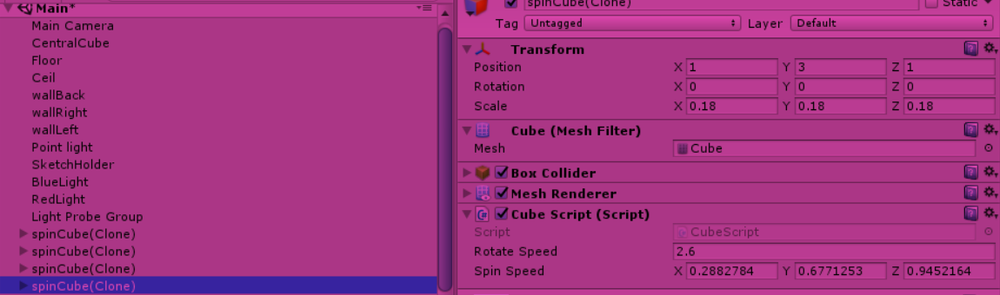 Main*
Main Camera
CentralCube
Floor
Ceil
wallBack
wallRight
wallLeft
Point light
SketchHolder
BlueLight
RedLight
Light Probe Group
spinCube(Clone)
spinCube(Clone)
spinCube(Clone)
spinCube(Clone)
spinCube(Clone) Static
Tag Untagged Layer Default
Transform
Position X 1 Y 3 Z 1
Rotation X 0 Y 0 Z 0
Scale X 0.18 Y 0.18 Z 0.18
Cube (Mesh Filter)
Mesh Cube
Box Collider
Mesh Renderer
Cube Script (Script)
Script CubeScript
Rotate Speed 2.6
Spin Speed X 0.2882784 Y 0.6771253 Z 0.9452164